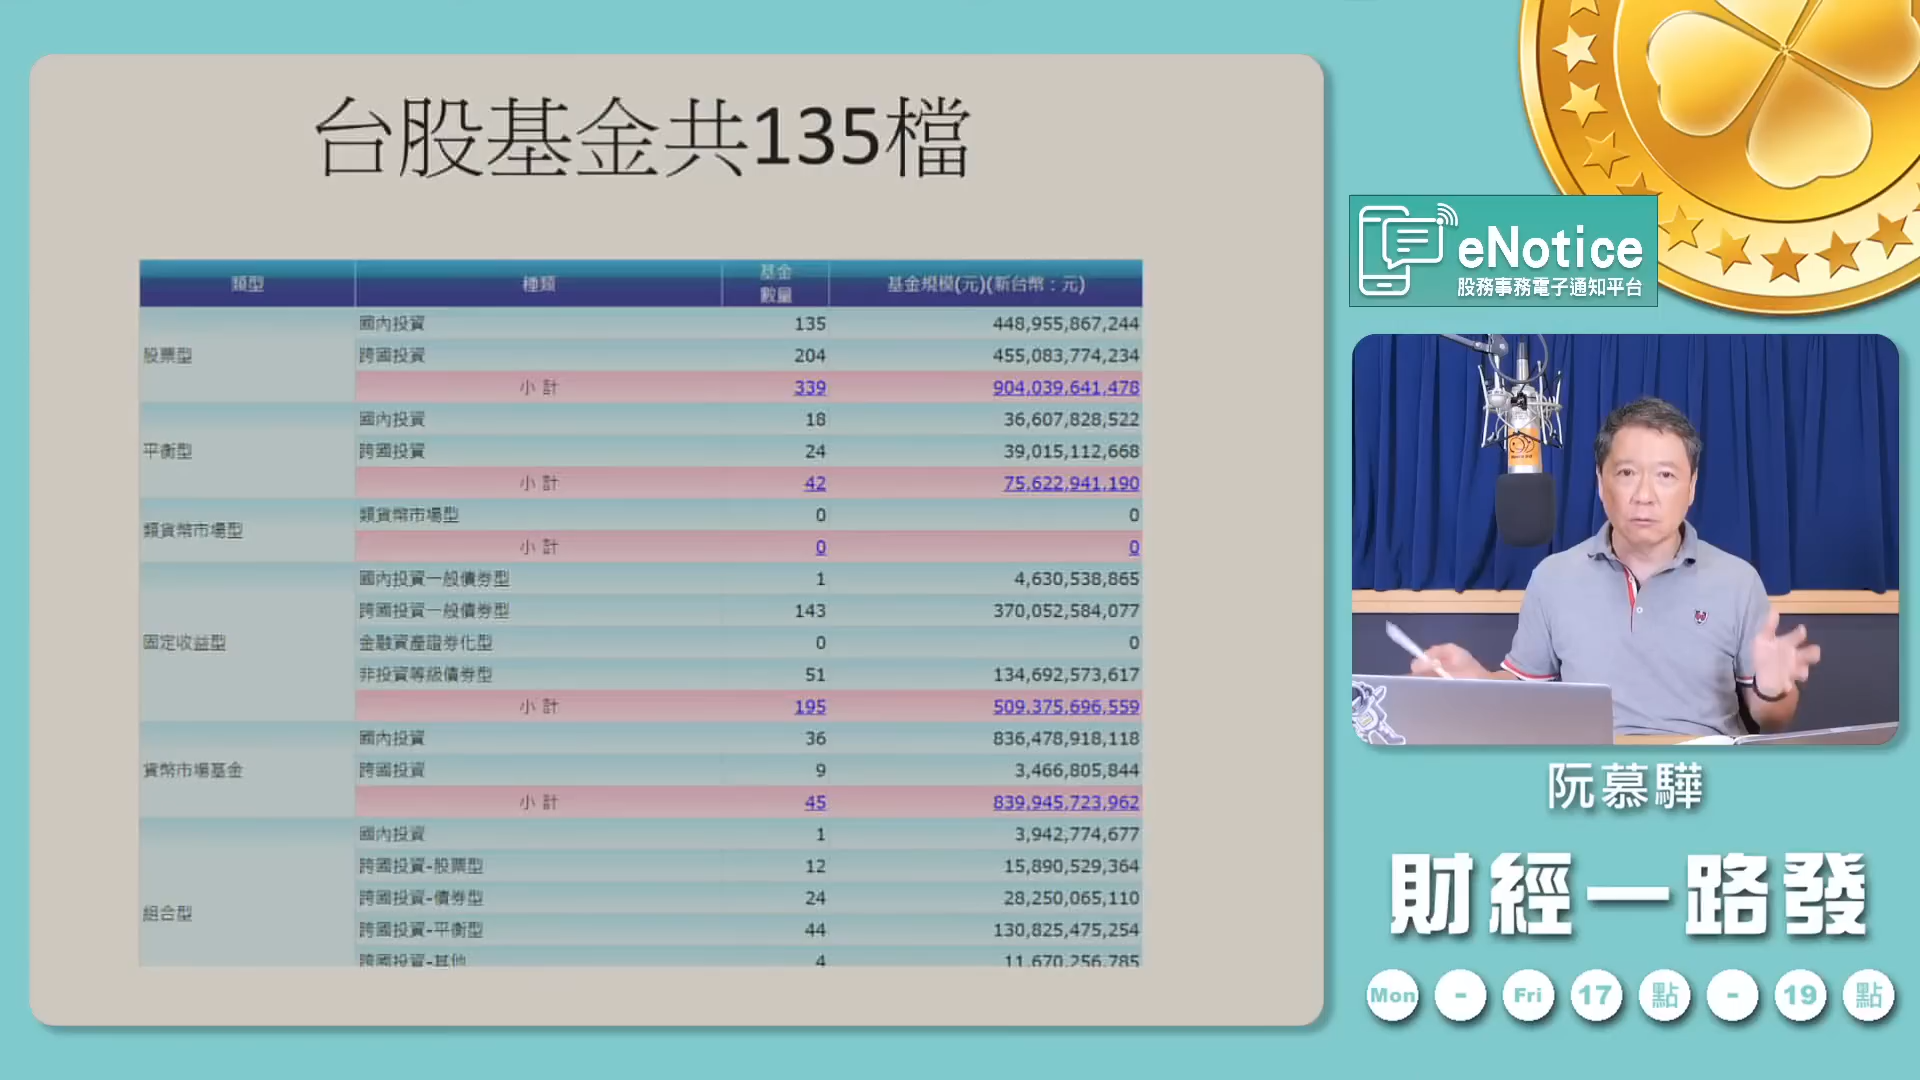 台股基金共135檔
類型 種類 基金數量 基金規模(元)(新台幣：元)
股票型
國內投資 135 448,955,867,244
跨國投資 204 455,083,774,234
小 計 339 904,039,641,478
平衡型
國內投資 18 36,607,828,522
跨國投資 24 39,015,112,668
小 計 42 75,622,941,190
類貨幣市場型
類貨幣市場型 0 0
小 計 0 0
固定收益型
國內投資一般債券型 1 4,630,538,865
跨國投資一般債券型 143 370,052,584,077
金融資產證券化型 0 0
非投資等級債券型 51 134,692,573,617
小 計 195 509,375,696,559
貨幣市場基金
國內投資 36 836,478,918,118
跨國投資 9 3,466,805,844
小 計 45 839,945,723,962
組合型
國內投資 1 3,942,774,677
跨國投資-股票型 12 15,890,529,364
跨國投資-債券型 24 28,250,065,110
跨國投資-平衡型 44 130,825,475,254
跨國投資-其他 4 11,670,256,785
eNotice
股務事務電子通知平台
阮慕驊
財經一路發
Mon - Fri 17 點 - 19 點